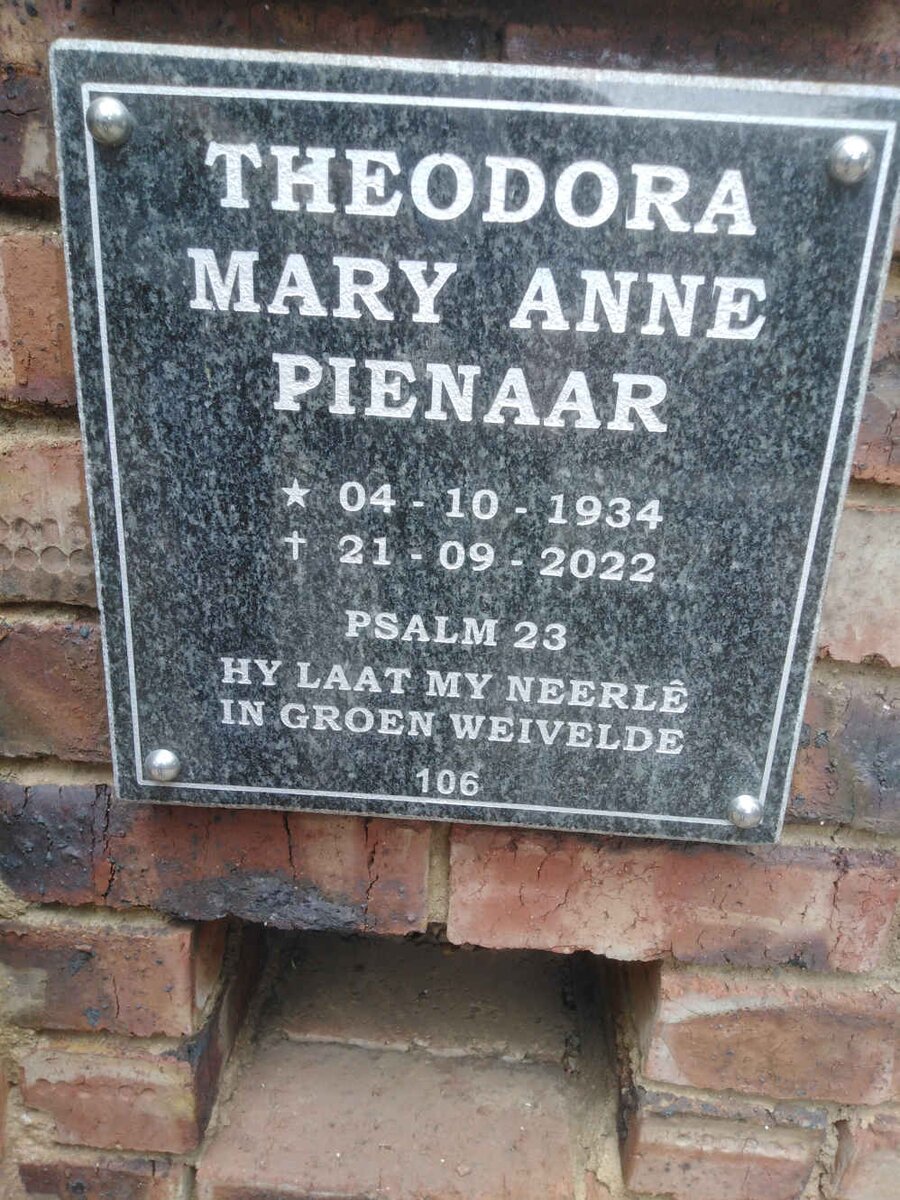 THEODORA
MARY ANNE
PIENAAR
★ 04 - 10 - 1934
† 21 - 09 - 2022
PSALM 23
HY LAAT MY NEERLÊ
IN GROEN WEIVELDE
106